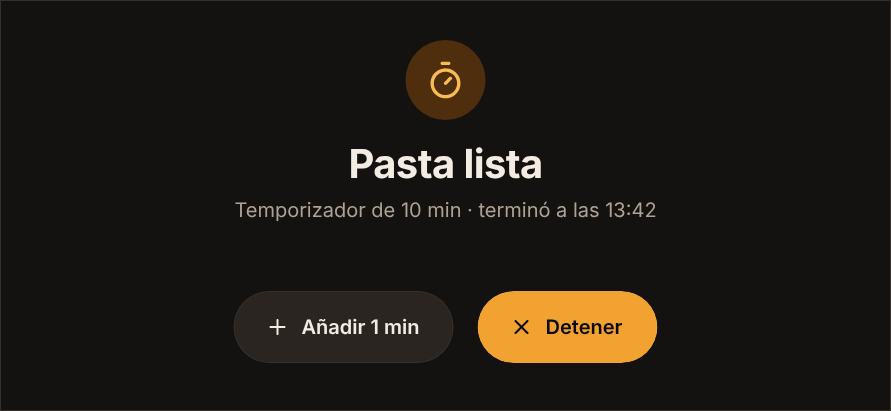 Pasta lista
Temporizador de 10 min · terminó a las 13:42
Añadir 1 min
Detener